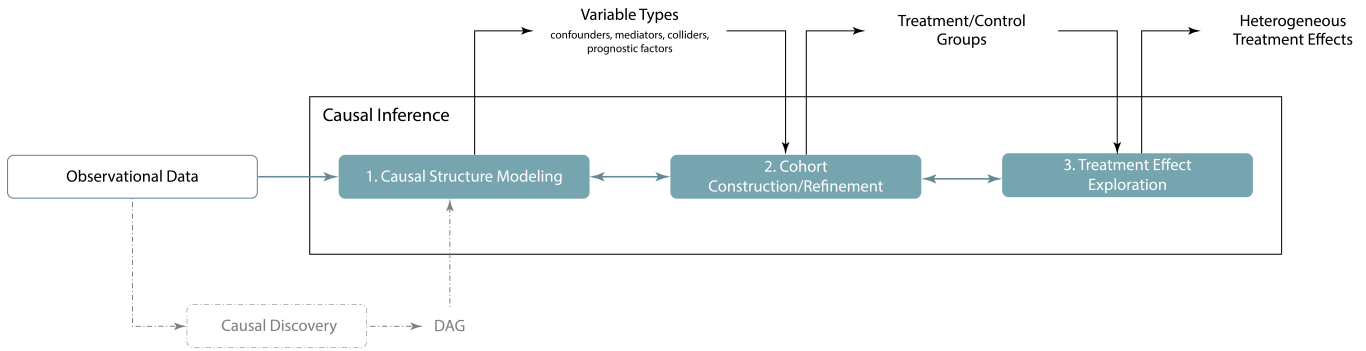 Variable Types
confounders, mediators, colliders,
prognostic factors
Treatment/Control
Groups
Heterogeneous
Treatment Effects
Causal Inference
Observational Data
1. Causal Structure Modeling
2. Cohort
Construction/Refinement
3. Treatment Effect
Exploration
Causal Discovery
DAG